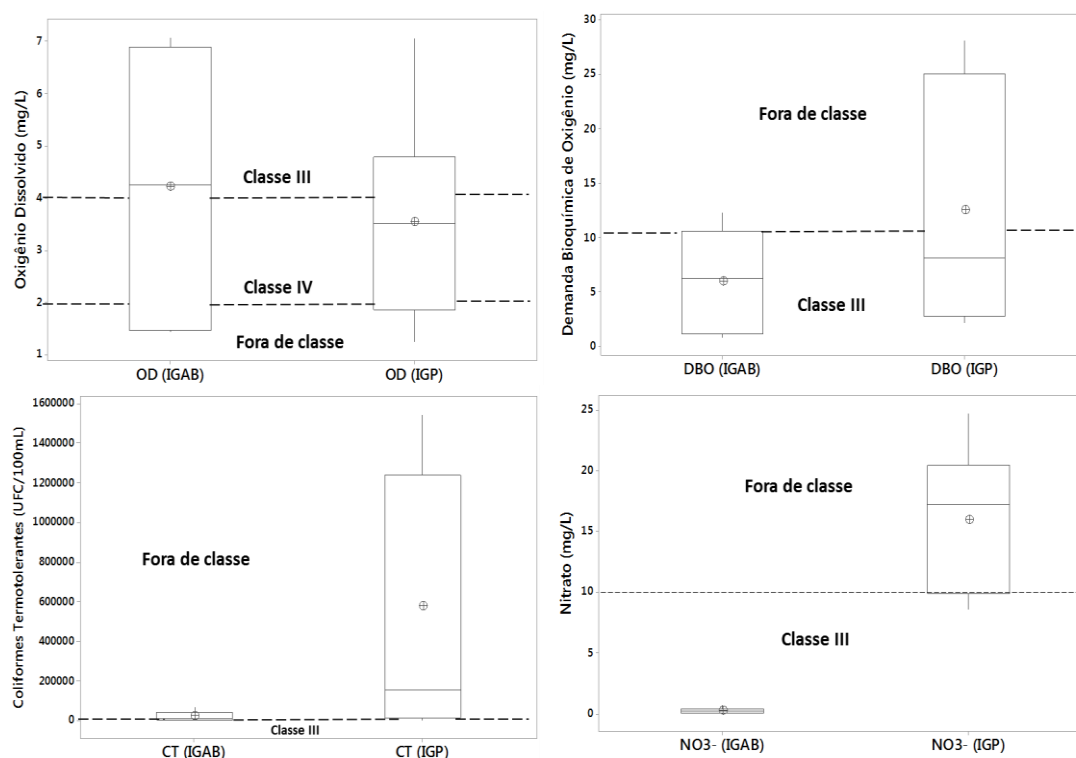 Oxigênio Dissolvido (mg/L)
7
6
5
4
3
2
1
Classe III
Classe IV
Fora de classe
OD (IGAB)
OD (IGP)
Demanda Bioquímica de Oxigênio (mg/L)
30
25
20
15
10
5
0
Fora de classe
Classe III
DBO (IGAB)
DBO (IGP)
Coliformes Termotolerantes (UFC/100mL)
1600000
1400000
1200000
1000000
800000
600000
400000
200000
0
Fora de classe
Classe III
CT (IGAB)
CT (IGP)
Nitrato (mg/L)
25
20
15
10
5
0
Fora de classe
Classe III
NO3- (IGAB)
NO3- (IGP)